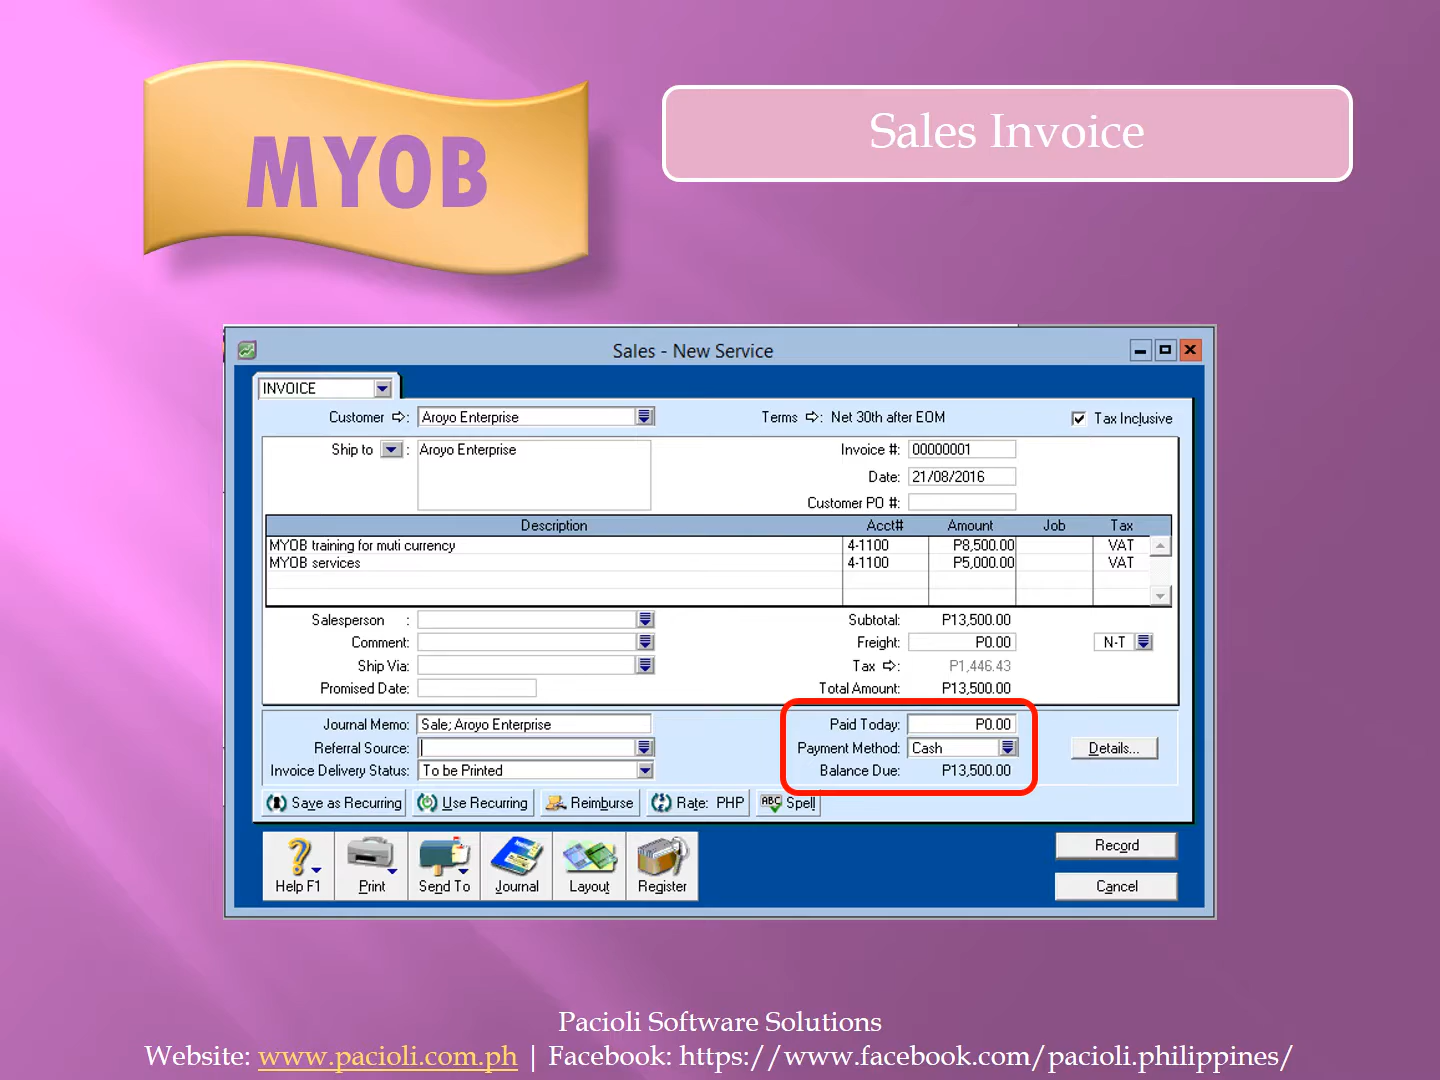 MYOB
Sales Invoice
Sales - New Service
INVOICE
Customer : Aroyo Enterprise
Terms : Net 30th after EOM
Tax Inclusive
Ship to : Aroyo Enterprise
Invoice #: 00000001
Date: 21/08/2016
Customer PO #:
Description Acct# Amount Job Tax
MYOB training for muti currency 4-1100 P8,500.00 VAT
MYOB services 4-1100 P5,000.00 VAT
Salesperson : Subtotal: P13,500.00
Comment: Freight: P0.00 N-T
Ship Via: Tax : P1,446.43
Promised Date: Total Amount: P13,500.00
Journal Memo: Sale; Aroyo Enterprise Paid Today: P0.00
Referral Source: Payment Method: Cash Details...
Invoice Delivery Status: To be Printed Balance Due: P13,500.00
Save as Recurring Use Recurring Reimburse Rate: PHP ABC Spell
Record
Help F1 Print Send To Journal Layout Register Cancel
Pacioli Software Solutions
Website: www.pacioli.com.ph | Facebook: https://www.facebook.com/pacioli.philippines/